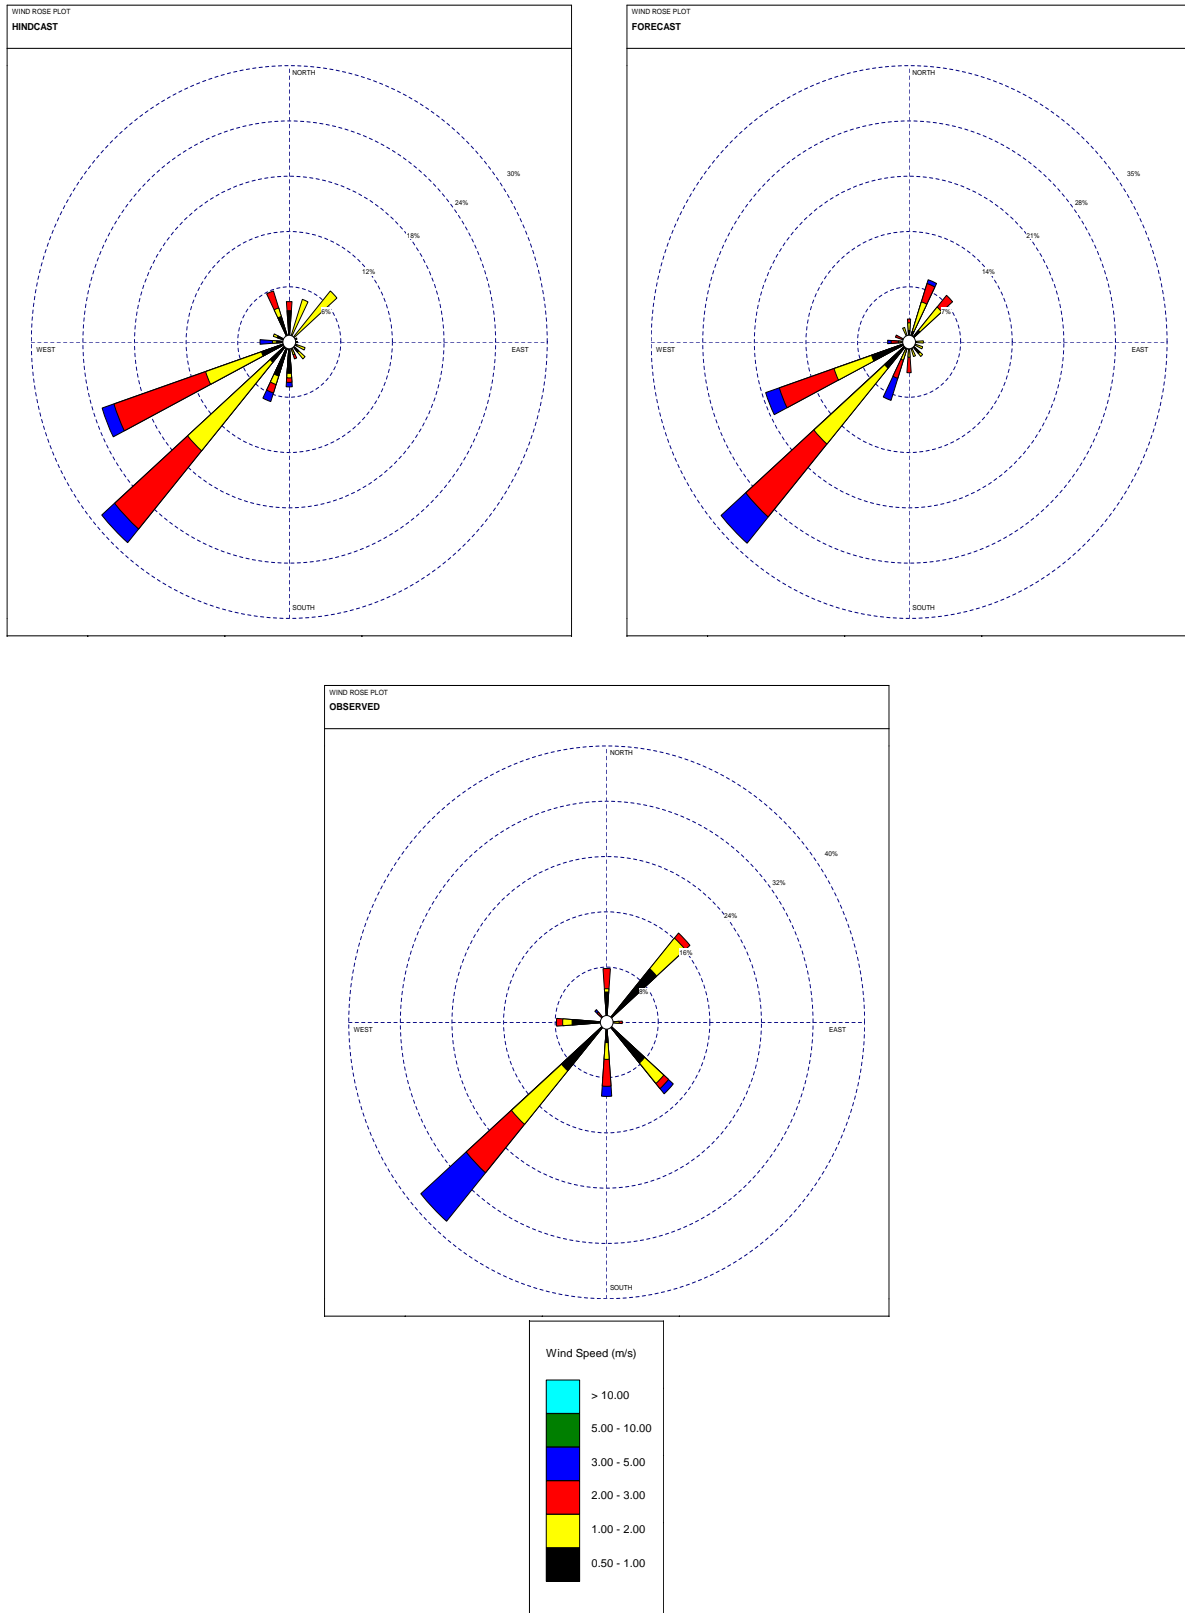 WIND ROSE PLOT
HINDCAST
NORTH
30%
24%
18%
12%
6%
WEST
EAST
SOUTH
WIND ROSE PLOT
FORECAST
NORTH
35%
28%
21%
14%
7%
WEST
EAST
SOUTH
WIND ROSE PLOT
OBSERVED
NORTH
40%
32%
24%
16%
8%
WEST
EAST
SOUTH
Wind Speed (m/s)
> 10.00
5.00 - 10.00
3.00 - 5.00
2.00 - 3.00
1.00 - 2.00
0.50 - 1.00